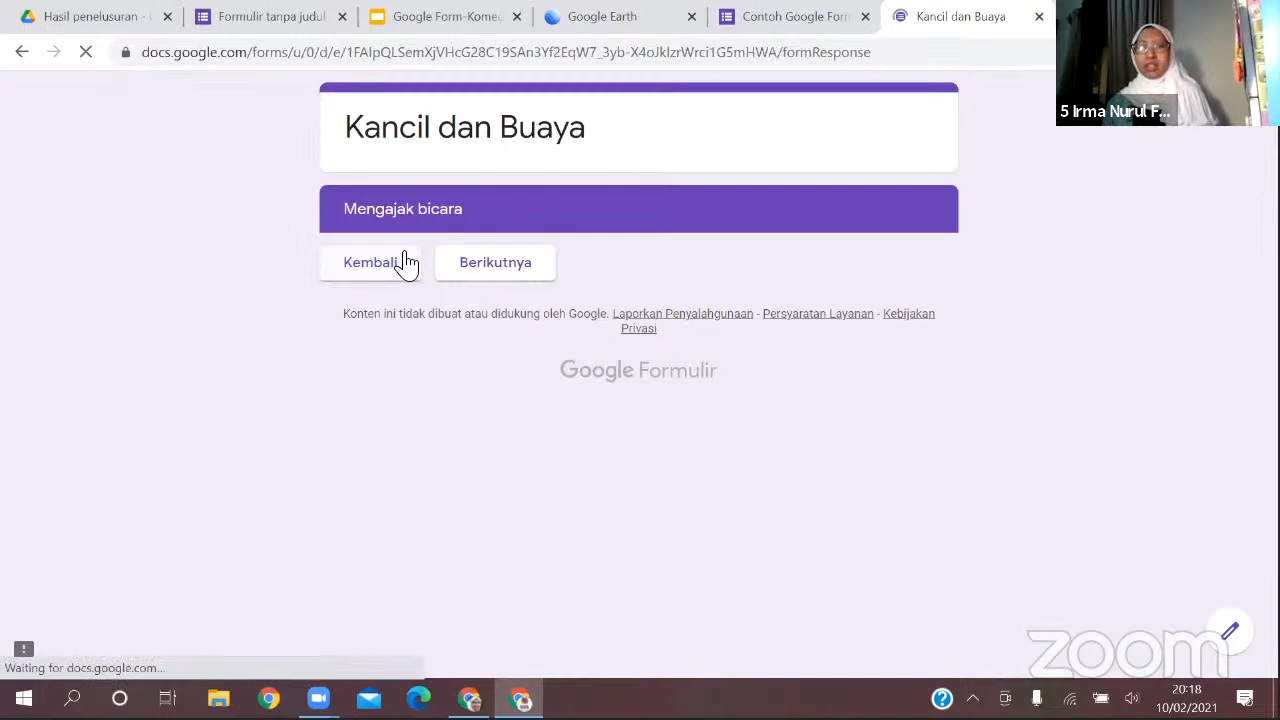 Hasil penelusuran -
Formulir tanpa judul
Google Form-Komed
Google Earth
Contoh Google Form
Kancil dan Buaya
docs.google.com/forms/u/0/d/e/1FAIpQLSemXjVHcG28C19SAn3Yf2EqW7_3yb-X4oJklzrWrci1G5mHWA/formResponse
5 Irma Nurul F...
Kancil dan Buaya
Mengajak bicara
Kembali
Berikutnya
Konten ini tidak dibuat atau didukung oleh Google. Laporkan Penyalahgunaan - Persyaratan Layanan - Kebijakan
Privasi
Google Formulir
zoom
Waiting for docs.google.com...
20:18
10/02/2021